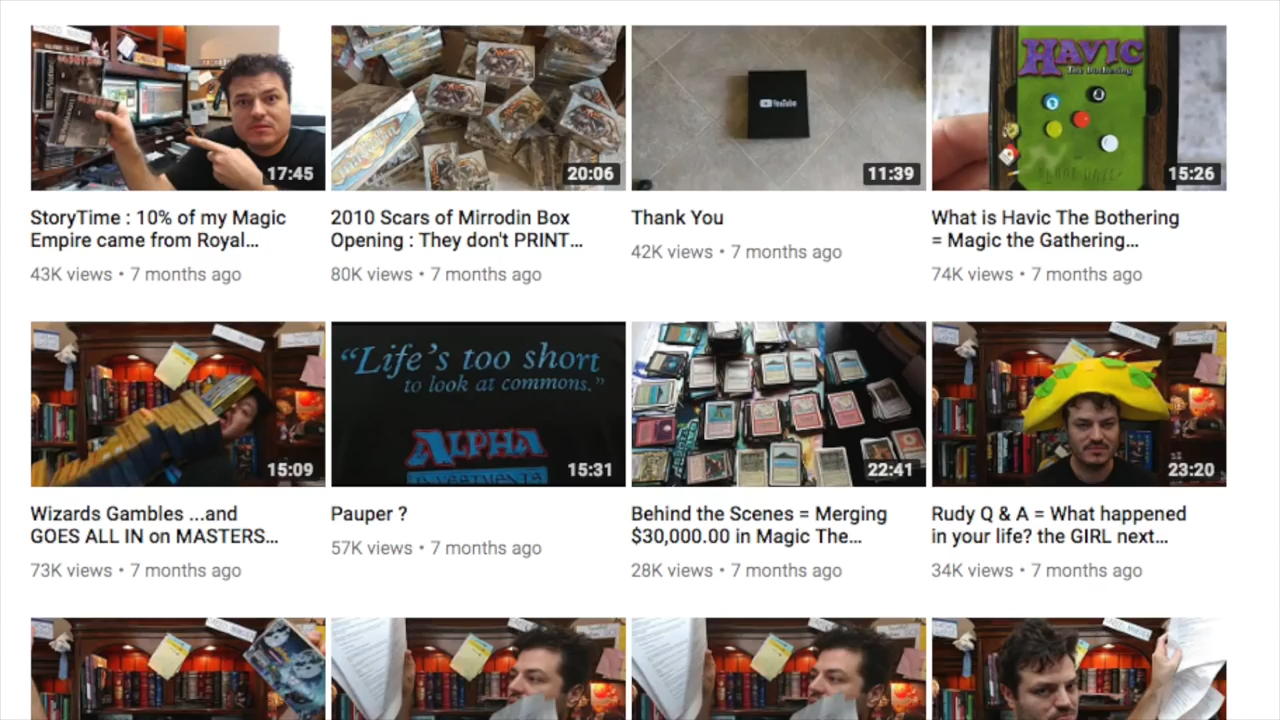 17:45
20:06
YouTube
11:39
HAVIC
The Bothering
15:26
StoryTime : 10% of my Magic
Empire came from Royal...
43K views • 7 months ago
2010 Scars of Mirrodin Box
Opening : They don't PRINT...
80K views • 7 months ago
Thank You
42K views • 7 months ago
What is Havic The Bothering
= Magic the Gathering...
74K views • 7 months ago
15:09
“Life’s too short
to look at commons.”
ALPHA
15:31
22:41
23:20
Wizards Gambles ...and
GOES ALL IN on MASTERS...
73K views • 7 months ago
Pauper ?
57K views • 7 months ago
Behind the Scenes = Merging
$30,000.00 in Magic The...
28K views • 7 months ago
Rudy Q & A = What happened
in your life? the GIRL next...
34K views • 7 months ago